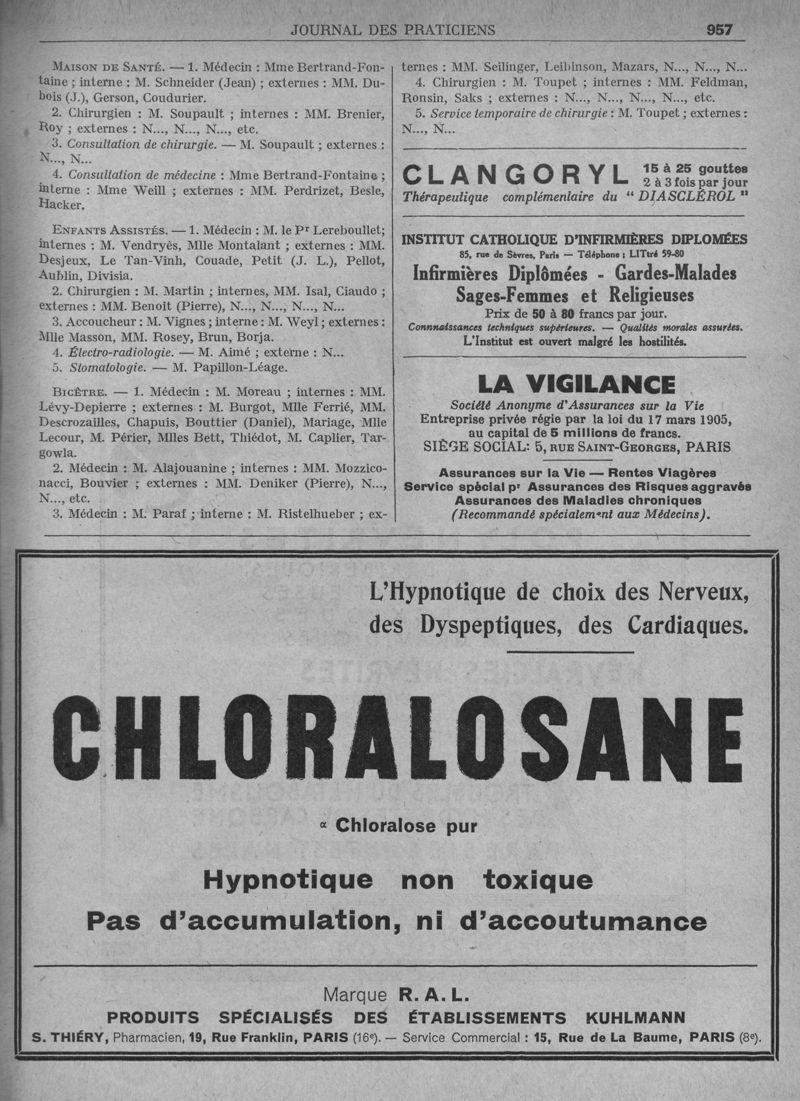 JOURNAL DES PRATICIENS
957
MAISON DE SANTÉ. — 1. Médecin : Mme Bertrand-Fon-
taine ; interne : M. Schneider (Jean) ; externes : MM. Du-
bois (J.), Gerson, Coudurier.
2. Chirurgien : M. Soupault ; internes : MM. Brenier,
Roy ; externes : N..., N..., N..., etc.
3. Consultation de chirurgie. — M. Soupault ; externes :
N..., N...
4. Consultation de médecine : Mme Bertrand-Fontaine ;
interne : Mme Weill ; externes : MM. Perdrizet, Besle,
Hacker.
ENFANTS ASSISTÉS. — 1. Médecin : M. le Pr Lereboullet;
internes : M. Vendryès, Mlle Montalant ; externes : MM.
Desjeux, Le Tan-Vinh, Couade, Petit (J. L.), Pellot,
Aublin, Divisia.
2. Chirurgien : M. Martin ; internes, MM. Isal, Ciaudo ;
externes : MM. Benoît (Pierre), N..., N..., N..., N...
3. Accoucheur : M. Vignes ; interne : M. Weyl ; externes :
Mlle Masson, MM. Rosey, Brun, Borja.
4. Électro-radiologie. — M. Aimé ; externe : N...
5. Stomatologie. — M. Papillon-Léage.
BICÊTRE. — 1. Médecin : M. Moreau ; internes : MM.
Lévy-Depierre ; externes : M. Burgot, Mlle Ferrié, MM.
Descrozailles, Chapuis, Bouttier (Daniel), Mariage, Mlle
Lecour, M. Périer, Mlles Bett, Thiédot, M. Caplier, Tar-
gowla.
2. Médecin : M. Alajouanine ; internes : MM. Mozzico-
nacci, Bouvier ; externes : MM. Deniker (Pierre), N...,
N..., etc.
3. Médecin : M. Paraf ; interne : M. Ristelhueber ; ex-
ternes : MM. Seilinger, Leibinson, Mazars, N..., N..., N...
4. Chirurgien : M. Toupet ; internes : MM. Feldman,
Ronsin, Saks ; externes : N..., N..., N..., N..., etc.
5. Service temporaire de chirurgie : M. Toupet ; externes :
N..., N...
CLANGORYL 15 à 25 gouttes
2 à 3 fois par jour
Thérapeutique complémenlaire du “ DIASCLÉROL ”
INSTITUT CATHOLIQUE D'INFIRMIÈRES DIPLOMÉES
85, rue de Sèvres, Paris — Téléphone : LITtré 59-80
Infirmières Diplômées - Gardes-Malades
Sages-Femmes et Religieuses
Prix de 50 à 80 francs par jour.
Connnaissances techniques supérieures. — Qualités morales assurées.
L'Institut est ouvert malgré les hostilités.
LA VIGILANCE
Société Anonyme d'Assurances sur la Vie
Entreprise privée régie par la loi du 17 mars 1905,
au capital de 5 millions de francs.
SIÈGE SOCIAL: 5, RUE SAINT-GEORGES, PARIS
Assurances sur la Vie — Rentes Viagères
Service spécial pr Assurances des Risques aggravés
Assurances des Maladies chroniques
(Recommandé spécialement aux Médecins).
L'Hypnotique de choix des Nerveux,
des Dyspeptiques, des Cardiaques.
CHLORALOSANE
α Chloralose pur
Hypnotique non toxique
Pas d'accumulation, ni d'accoutumance
Marque R. A. L.
PRODUITS SPÉCIALISÉS DES ÉTABLISSEMENTS KUHLMANN
S. THIÉRY, Pharmacien, 19, Rue Franklin, PARIS (16e). — Service Commercial : 15, Rue de La Baume, PARIS (8e).